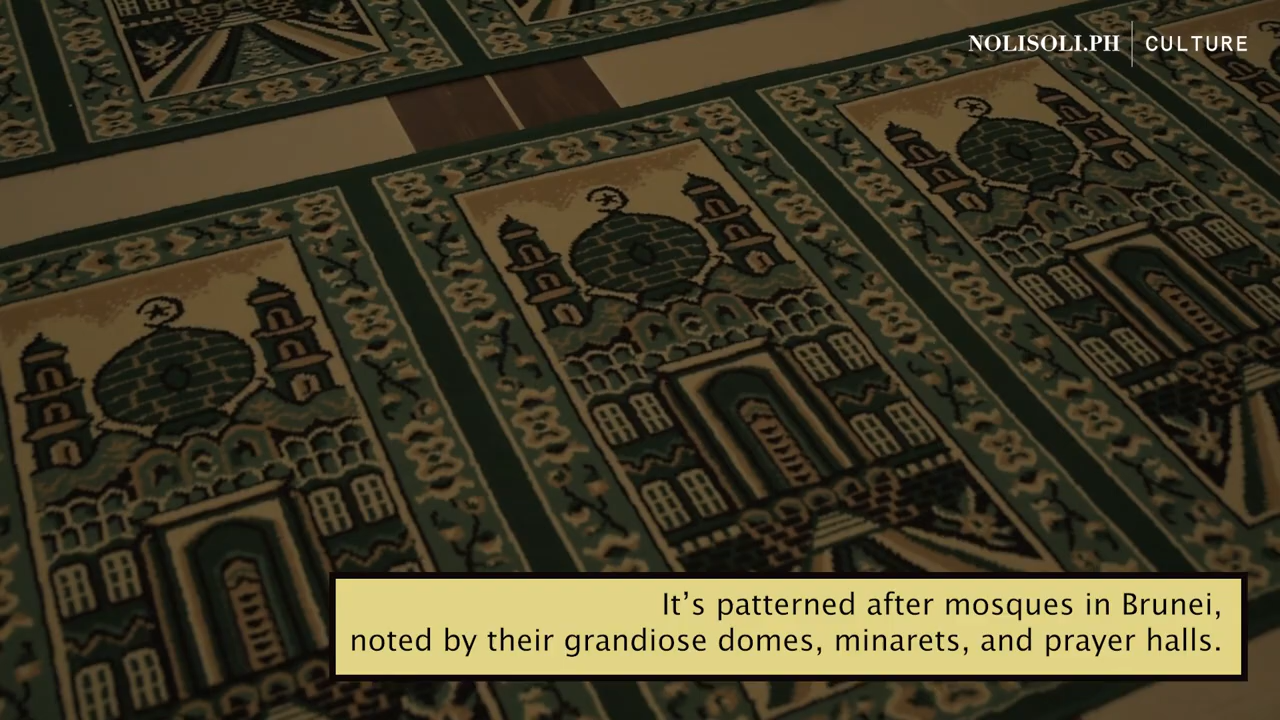 NOLISOLI.PH | CULTURE
It's patterned after mosques in Brunei,
noted by their grandiose domes, minarets, and prayer halls.